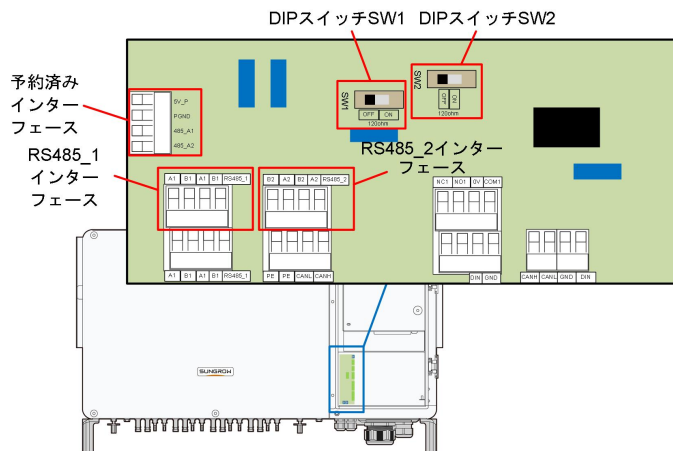 DIPスイッチSW1 DIPスイッチSW2
予約済み
インター
フェース
5V_P
PGND
485_A1
485_A2
SW1
OFF ON
120ohm
SW2
OFF ON
120ohm
RS485_1
インター
フェース
RS485_2インター
フェース
A1 B1 A1 B1 RS485_1
B2 A2 B2 A2 RS485_2
NC1 NO1 0V COM1
A1 B1 A1 B1 RS485_1
PE PE CANL CANH
DIN GND
CANH CANL GND DIN
SUNGROW